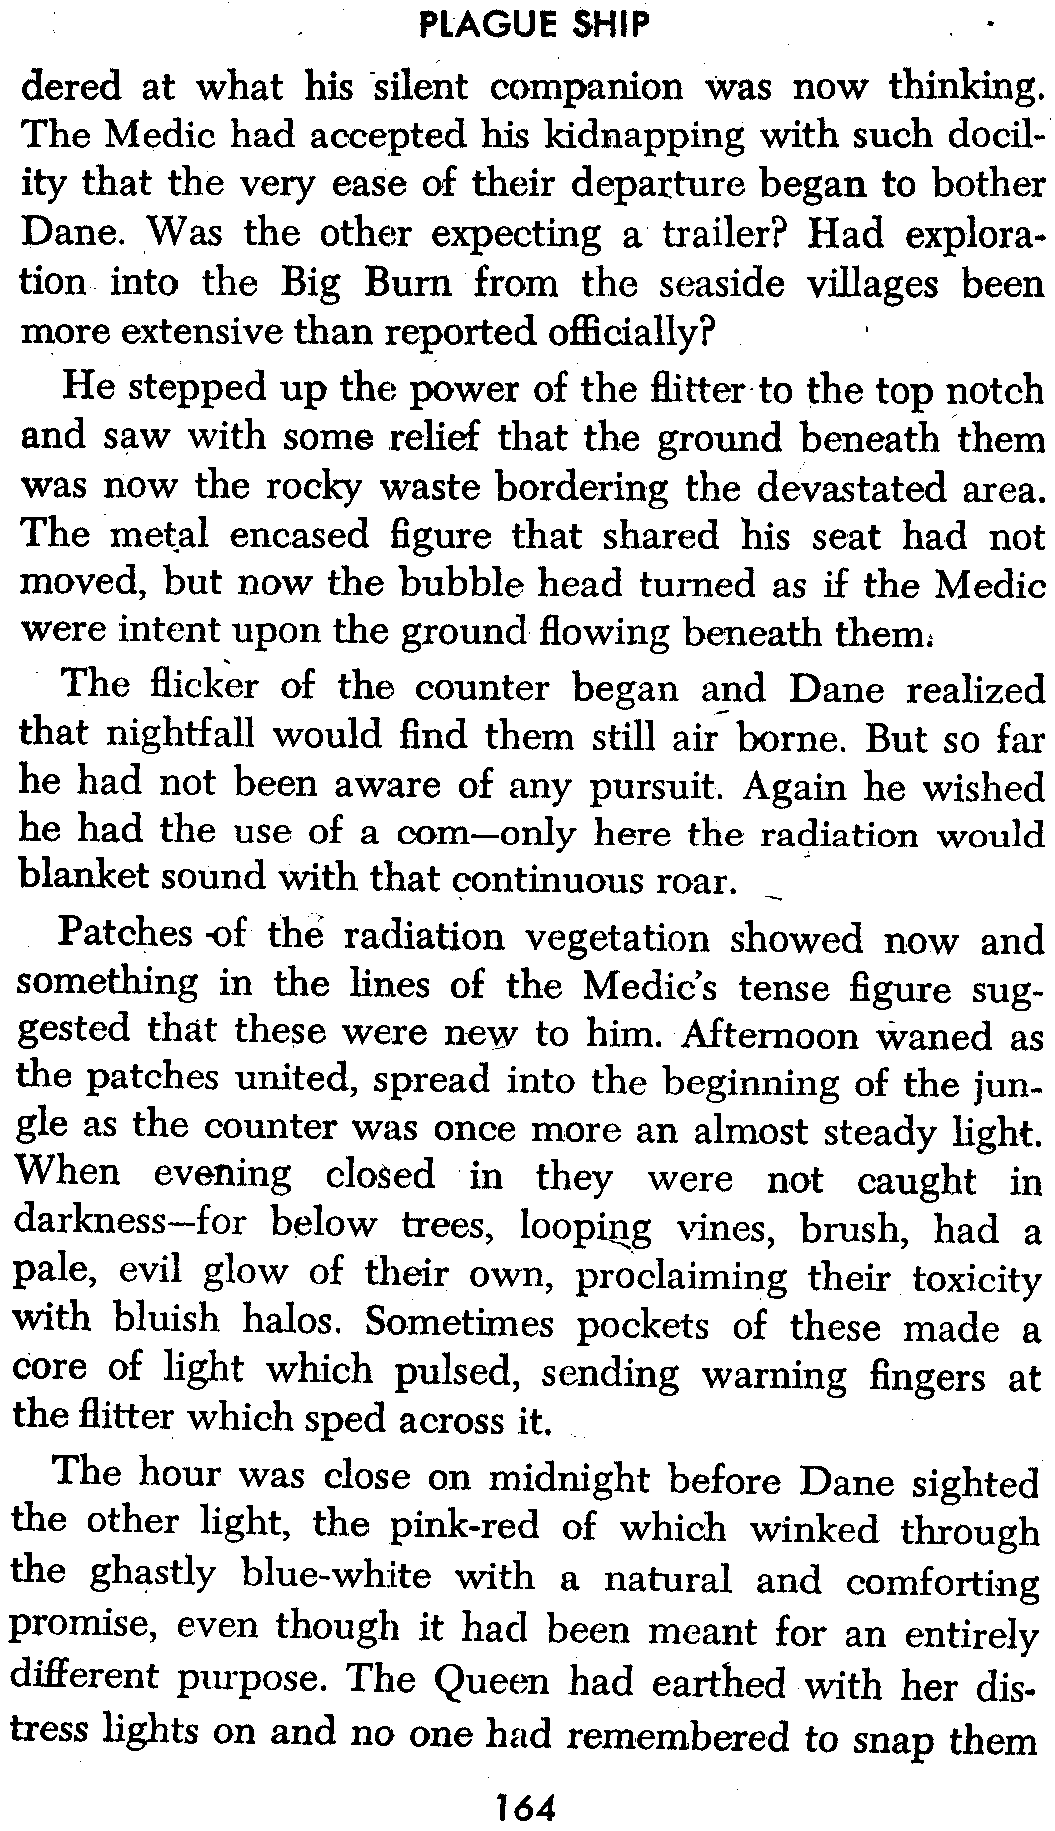 PLAGUE SHIP
dered at what his silent companion was now thinking.
The Medic had accepted his kidnapping with such docil-
ity that the very ease of their departure began to bother
Dane. Was the other expecting a trailer? Had explora-
tion into the Big Burn from the seaside villages been
more extensive than reported officially?
He stepped up the power of the flitter to the top notch
and saw with some relief that the ground beneath them
was now the rocky waste bordering the devastated area.
The metal encased figure that shared his seat had not
moved, but now the bubble head turned as if the Medic
were intent upon the ground flowing beneath them.
The flicker of the counter began and Dane realized
that nightfall would find them still air borne. But so far
he had not been aware of any pursuit. Again he wished
he had the use of a com—only here the radiation would
blanket sound with that continuous roar.
Patches of the radiation vegetation showed now and
something in the lines of the Medic's tense figure sug-
gested that these were new to him. Afternoon waned as
the patches united, spread into the beginning of the jun-
gle as the counter was once more an almost steady light.
When evening closed in they were not caught in
darkness—for below trees, looping vines, brush, had a
pale, evil glow of their own, proclaiming their toxicity
with bluish halos. Sometimes pockets of these made a
core of light which pulsed, sending warning fingers at
the flitter which sped across it.
The hour was close on midnight before Dane sighted
the other light, the pink-red of which winked through
the ghastly blue-white with a natural and comforting
promise, even though it had been meant for an entirely
different purpose. The Queen had earthed with her dis-
tress lights on and no one had remembered to snap them
164